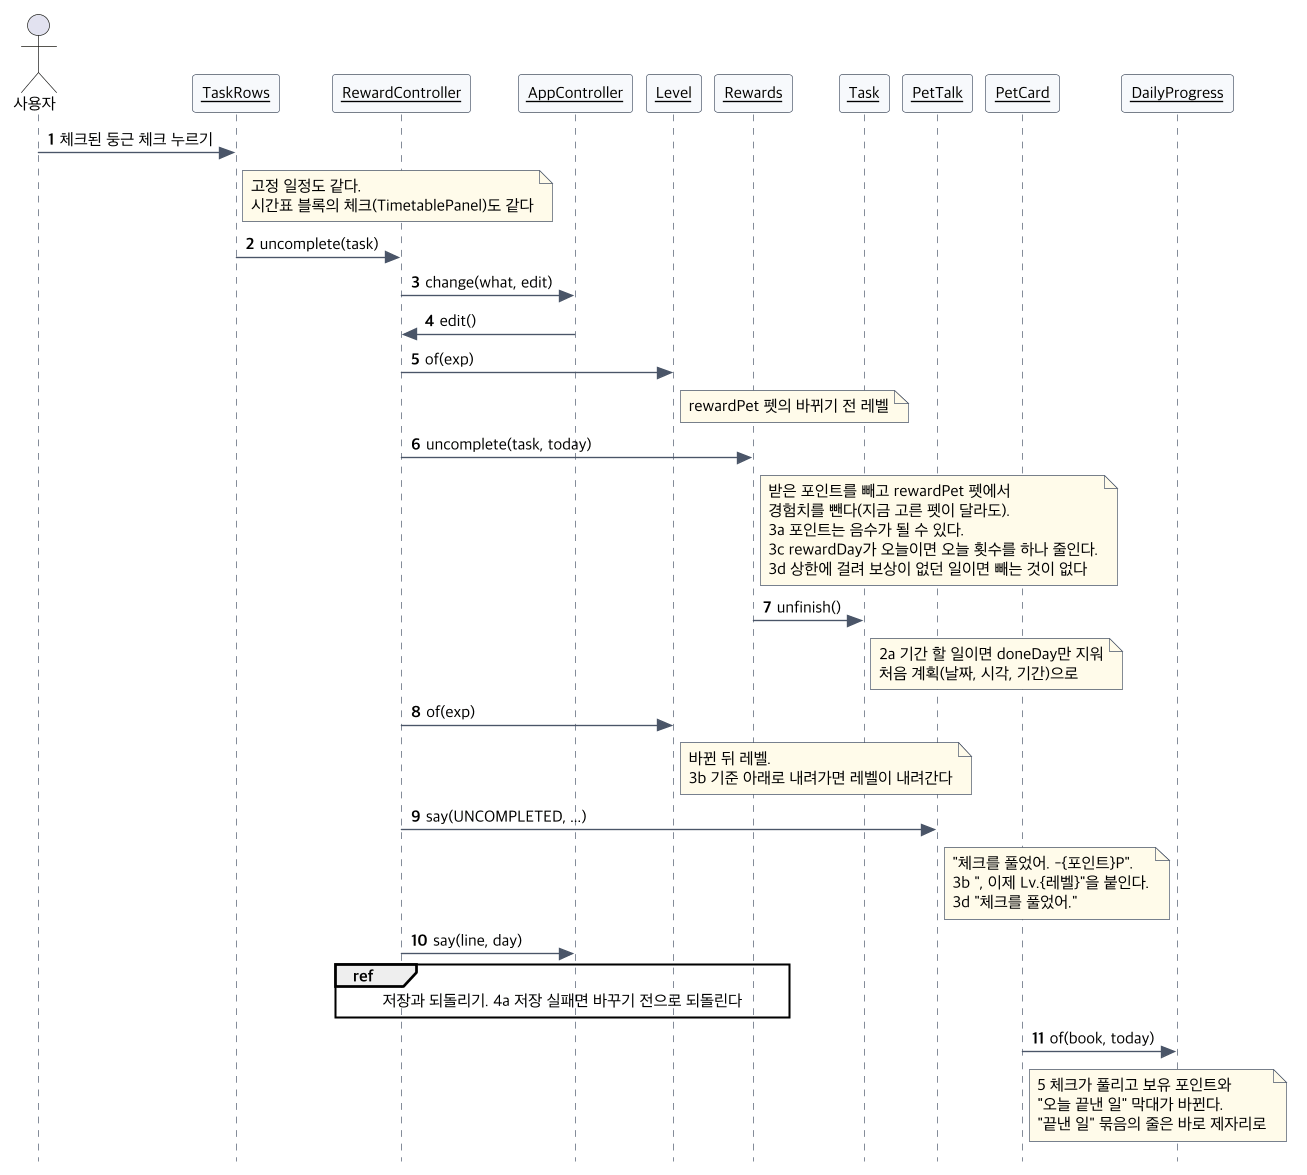 사용자
TaskRows
RewardController
AppController
Level
Rewards
Task
PetTalk
PetCard
DailyProgress
1 체크된 둥근 체크 누르기
고정 일정도 같다.
시간표 블록의 체크(TimetablePanel)도 같다
2 uncomplete(task)
3 change(what, edit)
4 edit()
5 of(exp)
rewardPet 펫의 바뀌기 전 레벨
6 uncomplete(task, today)
받은 포인트를 빼고 rewardPet 펫에서
경험치를 뺀다(지금 고른 펫이 달라도).
3a 포인트는 음수가 될 수 있다.
3c rewardDay가 오늘이면 오늘 횟수를 하나 줄인다.
3d 상한에 걸려 보상이 없던 일이면 빼는 것이 없다
7 unfinish()
2a 기간 할 일이면 doneDay만 지워
처음 계획(날짜, 시각, 기간)으로
8 of(exp)
바뀐 뒤 레벨.
3b 기준 아래로 내려가면 레벨이 내려간다
9 say(UNCOMPLETED, ...)
"체크를 풀었어. -{포인트}P".
3b ", 이제 Lv.{레벨}"을 붙인다.
3d "체크를 풀었어."
10 say(line, day)
ref
저장과 되돌리기. 4a 저장 실패면 바꾸기 전으로 되돌린다
11 of(book, today)
5 체크가 풀리고 보유 포인트와
"오늘 끝낸 일" 막대가 바뀐다.
"끝낸 일" 묶음의 줄은 바로 제자리로